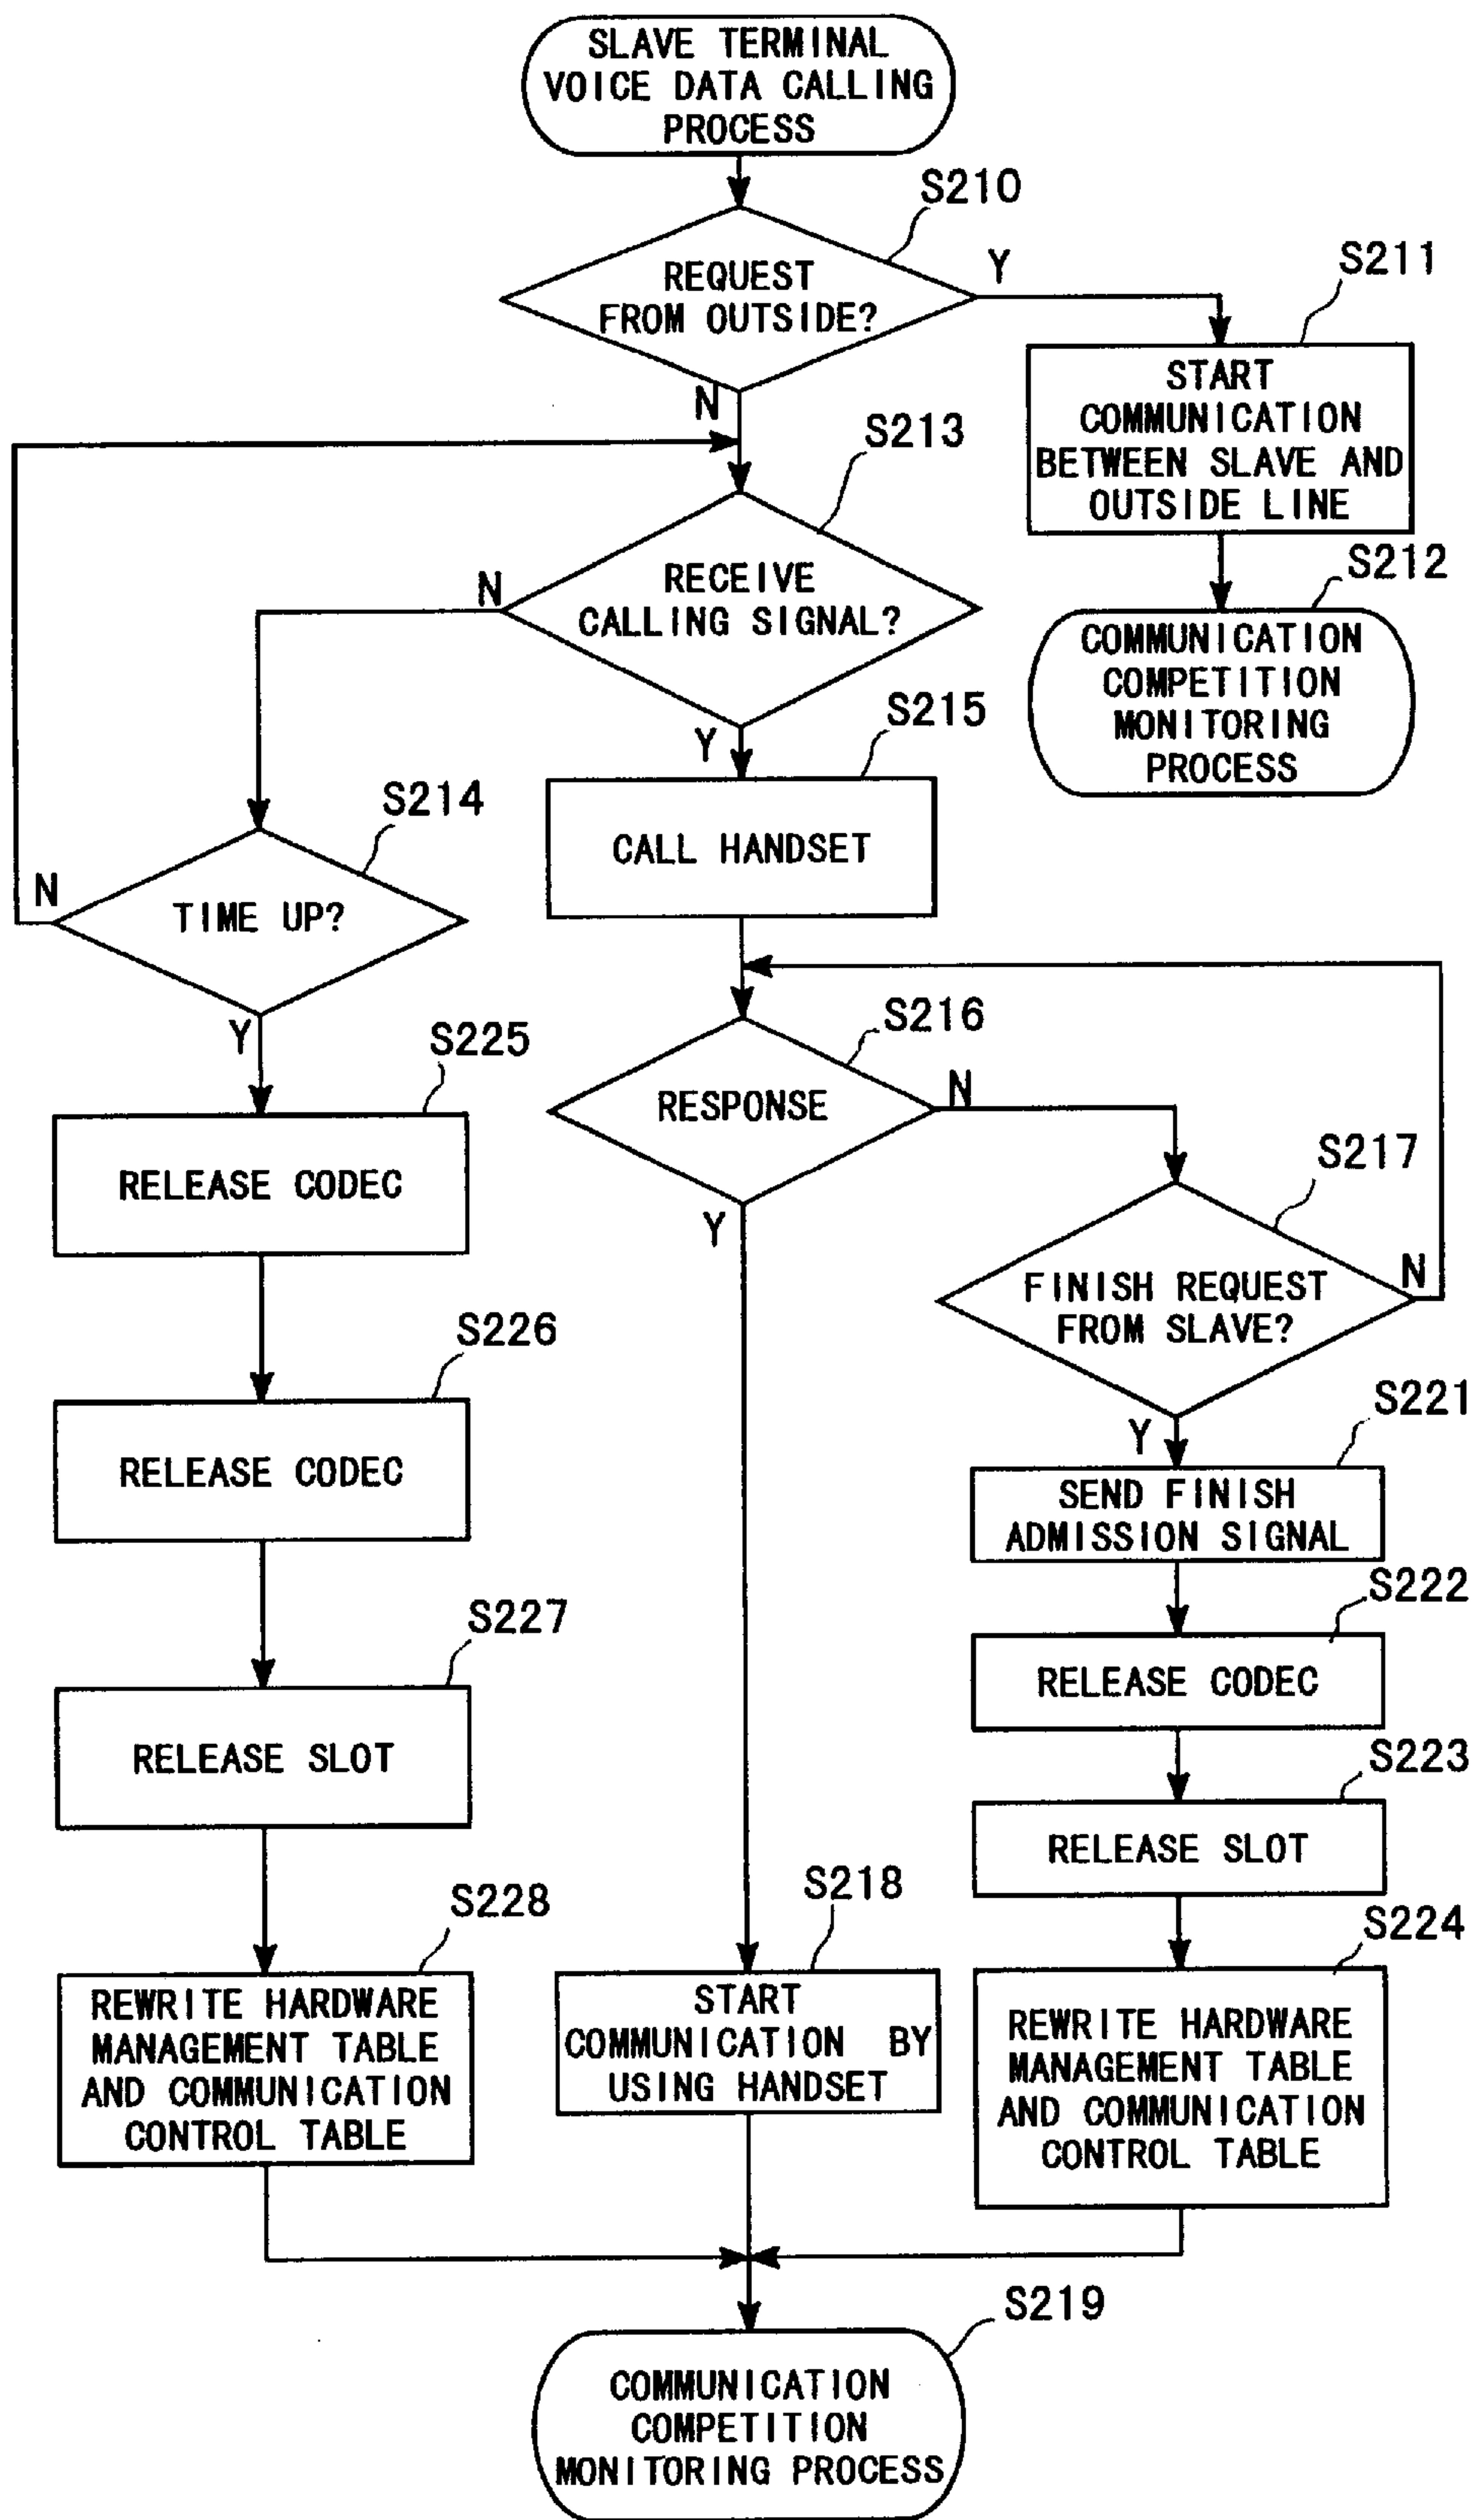 SLAVE TERMINAL
VOICE DATA CALLING
PROCESS
S210
REQUEST
FROM OUTSIDE?
Y
N
S211
START
COMMUNICATION
BETWEEN SLAVE AND
OUTSIDE LINE
S212
COMMUNICATION
COMPETITION
MONITORING
PROCESS
S213
RECEIVE
CALLING SIGNAL?
N
Y
S214
TIME UP?
N
Y
S215
CALL HANDSET
S216
RESPONSE
N
Y
S217
FINISH REQUEST
FROM SLAVE?
N
Y
S225
RELEASE CODEC
S226
RELEASE CODEC
S227
RELEASE SLOT
S228
REWRITE HARDWARE
MANAGEMENT TABLE
AND COMMUNICATION
CONTROL TABLE
S218
START
COMMUNICATION BY
USING HANDSET
S221
SEND FINISH
ADMISSION SIGNAL
S222
RELEASE CODEC
S223
RELEASE SLOT
S224
REWRITE HARDWARE
MANAGEMENT TABLE
AND COMMUNICATION
CONTROL TABLE
S219
COMMUNICATION
COMPETITION
MONITORING PROCESS